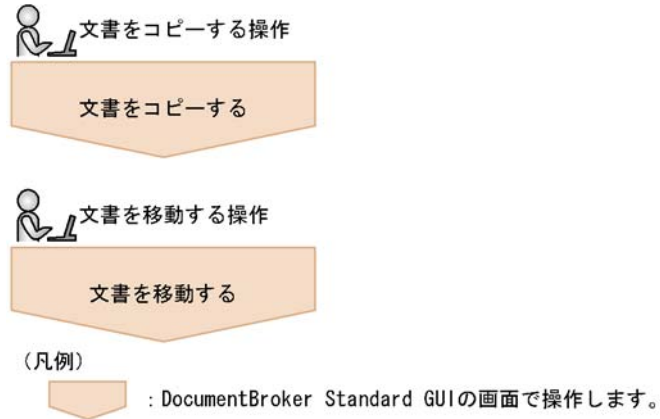 文書をコピーする操作
文書をコピーする
文書を移動する操作
文書を移動する
（凡例）
：DocumentBroker Standard GUIの画面で操作します。